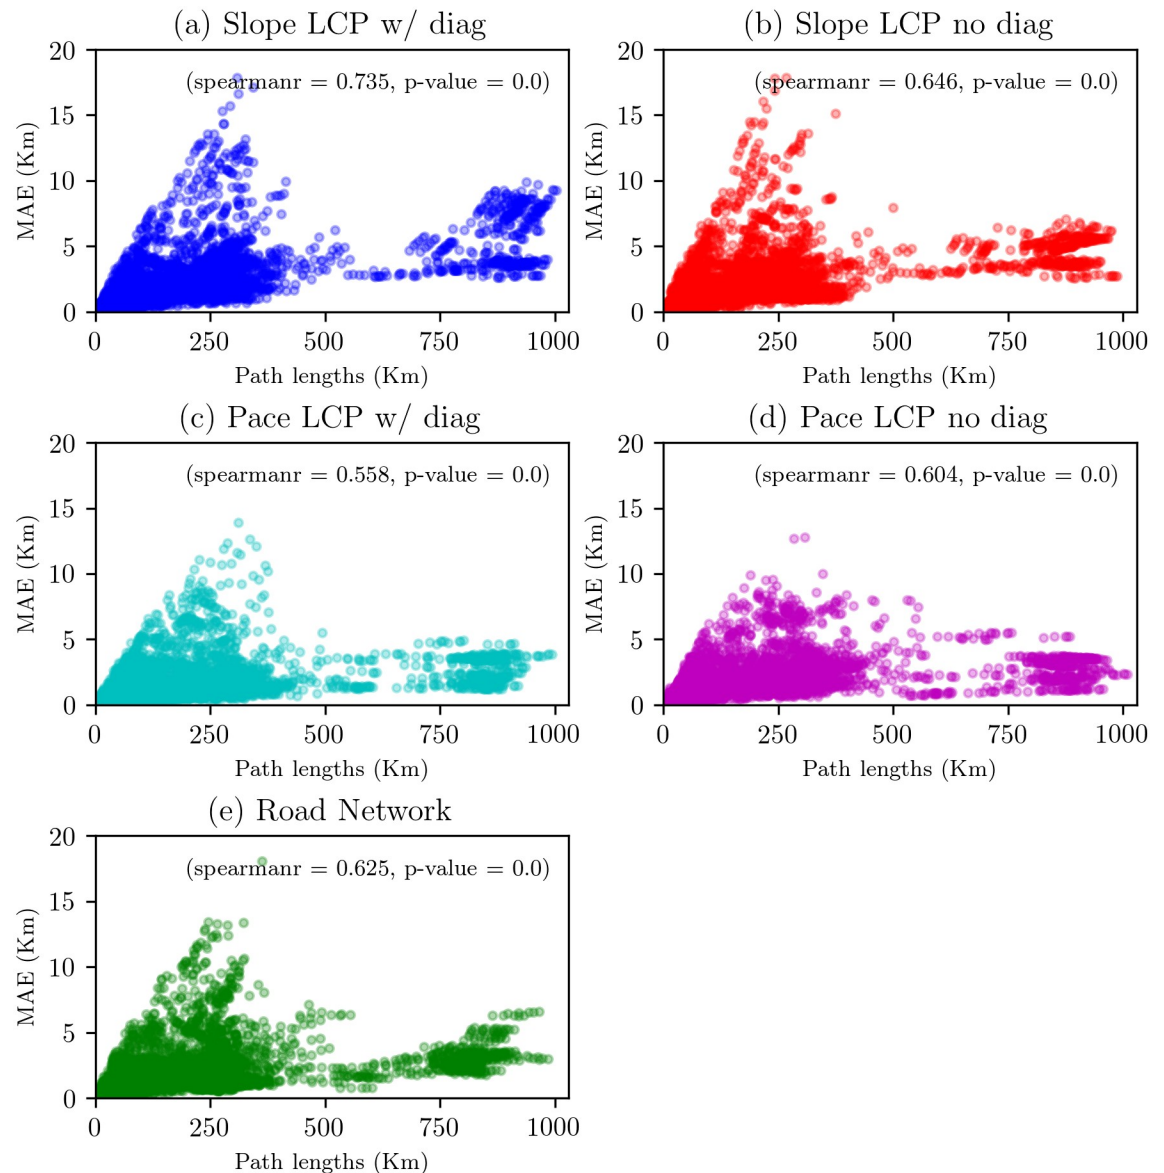 (a) Slope LCP w/ diag
(spearmanr = 0.735, p-value = 0.0)
MAE (Km)
20
15
10
5
0
0 250 500 750 1000
Path lengths (Km)
(b) Slope LCP no diag
(spearmanr = 0.646, p-value = 0.0)
MAE (Km)
20
15
10
5
0
0 250 500 750 1000
Path lengths (Km)
(c) Pace LCP w/ diag
(spearmanr = 0.558, p-value = 0.0)
MAE (Km)
20
15
10
5
0
0 250 500 750 1000
Path lengths (Km)
(d) Pace LCP no diag
(spearmanr = 0.604, p-value = 0.0)
MAE (Km)
20
15
10
5
0
0 250 500 750 1000
Path lengths (Km)
(e) Road Network
(spearmanr = 0.625, p-value = 0.0)
MAE (Km)
20
15
10
5
0
0 250 500 750 1000
Path lengths (Km)